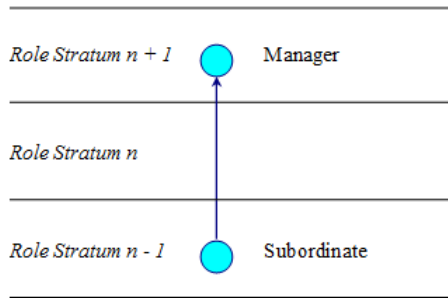 Role Stratum n + 1 Manager
Role Stratum n
Role Stratum n - 1 Subordinate